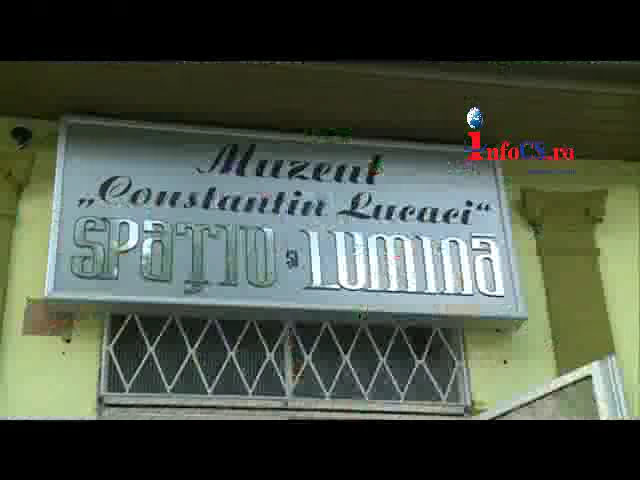 Muzeul
„Constantin Lucaci“
SPAȚIU și LUMINĂ
InfoCS.ro